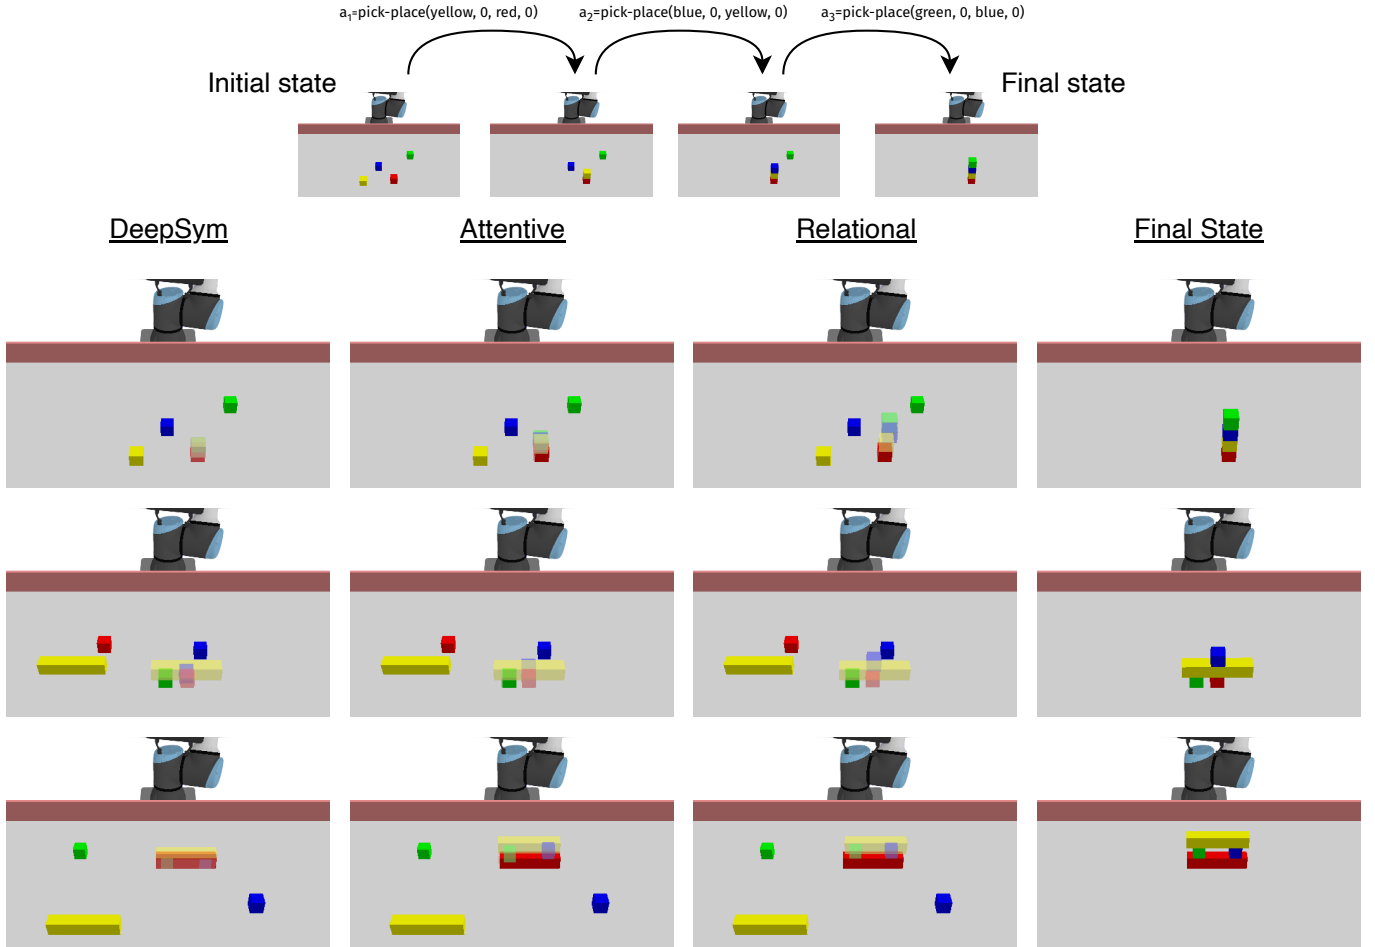 a₁=pick-place(yellow, 0, red, 0) a₂=pick-place(blue, 0, yellow, 0) a₃=pick-place(green, 0, blue, 0)
Initial state Final state
DeepSym Attentive Relational Final State